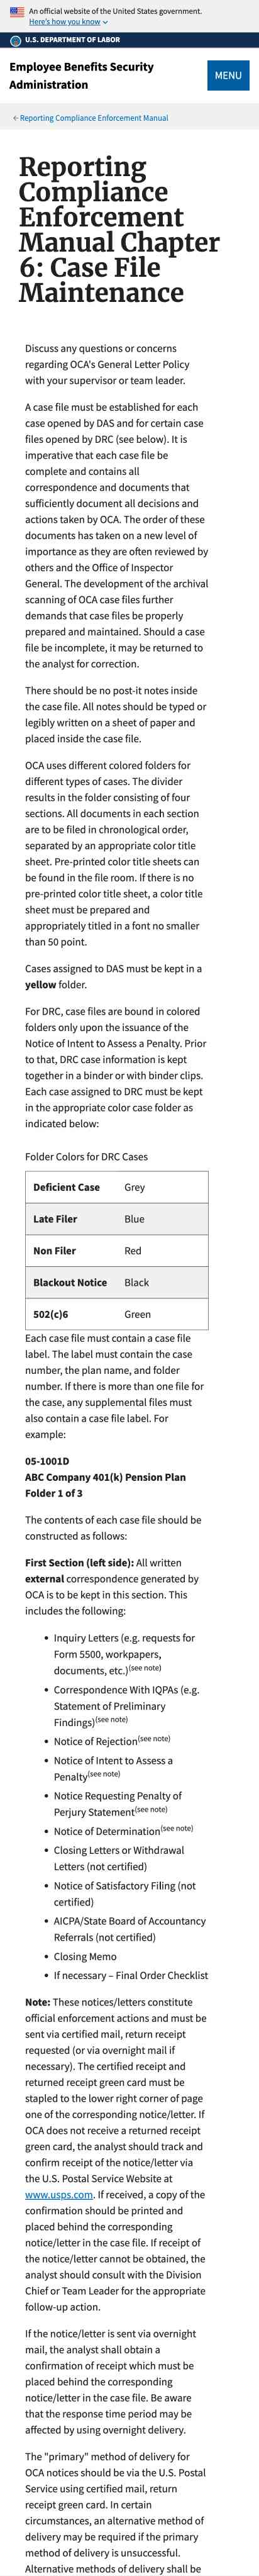 An official website of the United States government.
Here's how you know
U.S. DEPARTMENT OF LABOR
Employee Benefits Security
Administration
MENU
← Reporting Compliance Enforcement Manual
Reporting
Compliance
Enforcement
Manual Chapter
6: Case File
Maintenance
Discuss any questions or concerns
regarding OCA's General Letter Policy
with your supervisor or team leader.
A case file must be established for each
case opened by DAS and for certain case
files opened by DRC (see below). It is
imperative that each case file be
complete and contains all
correspondence and documents that
sufficiently document all decisions and
actions taken by OCA. The order of these
documents has taken on a new level of
importance as they are often reviewed by
others and the Office of Inspector
General. The development of the archival
scanning of OCA case files further
demands that case files be properly
prepared and maintained. Should a case
file be incomplete, it may be returned to
the analyst for correction.
There should be no post-it notes inside
the case file. All notes should be typed or
legibly written on a sheet of paper and
placed inside the case file.
OCA uses different colored folders for
different types of cases. The divider
results in the folder consisting of four
sections. All documents in each section
are to be filed in chronological order,
separated by an appropriate color title
sheet. Pre-printed color title sheets can
be found in the file room. If there is no
pre-printed color title sheet, a color title
sheet must be prepared and
appropriately titled in a font no smaller
than 50 point.
Cases assigned to DAS must be kept in a
yellow folder.
For DRC, case files are bound in colored
folders only upon the issuance of the
Notice of Intent to Assess a Penalty. Prior
to that, DRC case information is kept
together in a binder or with binder clips.
Each case assigned to DRC must be kept
in the appropriate color case folder as
indicated below:
Folder Colors for DRC Cases
Deficient Case Grey
Late Filer Blue
Non Filer Red
Blackout Notice Black
502(c)6 Green
Each case file must contain a case file
label. The label must contain the case
number, the plan name, and folder
number. If there is more than one file for
the case, any supplemental files must
also contain a case file label. For
example:
05-1001D
ABC Company 401(k) Pension Plan
Folder 1 of 3
The contents of each case file should be
constructed as follows:
First Section (left side): All written
external correspondence generated by
OCA is to be kept in this section. This
includes the following:
• Inquiry Letters (e.g. requests for
Form 5500, workpapers,
documents, etc.)(see note)
• Correspondence With IQPAs (e.g.
Statement of Preliminary
Findings)(see note)
• Notice of Rejection(see note)
• Notice of Intent to Assess a
Penalty(see note)
• Notice Requesting Penalty of
Perjury Statement(see note)
• Notice of Determination(see note)
• Closing Letters or Withdrawal
Letters (not certified)
• Notice of Satisfactory Filing (not
certified)
• AICPA/State Board of Accountancy
Referrals (not certified)
• Closing Memo
• If necessary – Final Order Checklist
Note: These notices/letters constitute
official enforcement actions and must be
sent via certified mail, return receipt
requested (or via overnight mail if
necessary). The certified receipt and
returned receipt green card must be
stapled to the lower right corner of page
one of the corresponding notice/letter. If
OCA does not receive a returned receipt
green card, the analyst should track and
confirm receipt of the notice/letter via
the U.S. Postal Service Website at
www.usps.com. If received, a copy of the
confirmation should be printed and
placed behind the corresponding
notice/letter in the case file. If receipt of
the notice/letter cannot be obtained, the
analyst should consult with the Division
Chief or Team Leader for the appropriate
follow-up action.
If the notice/letter is sent via overnight
mail, the analyst shall obtain a
confirmation of receipt which must be
placed behind the corresponding
notice/letter in the case file. Be aware
that the response time period may be
affected by using overnight delivery.
The "primary" method of delivery for
OCA notices should be via the U.S. Postal
Service using certified mail, return
receipt green card. In certain
circumstances, an alternative method of
delivery may be required if the primary
method of delivery is unsuccessful.
Alternative methods of delivery shall be